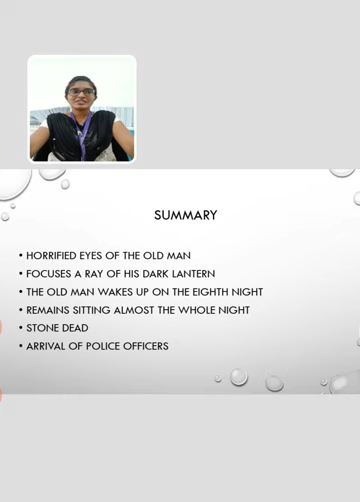 SUMMARY
• HORRIFIED EYES OF THE OLD MAN
• FOCUSES A RAY OF HIS DARK LANTERN
• THE OLD MAN WAKES UP ON THE EIGHTH NIGHT
• REMAINS SITTING ALMOST THE WHOLE NIGHT
• STONE DEAD
• ARRIVAL OF POLICE OFFICERS